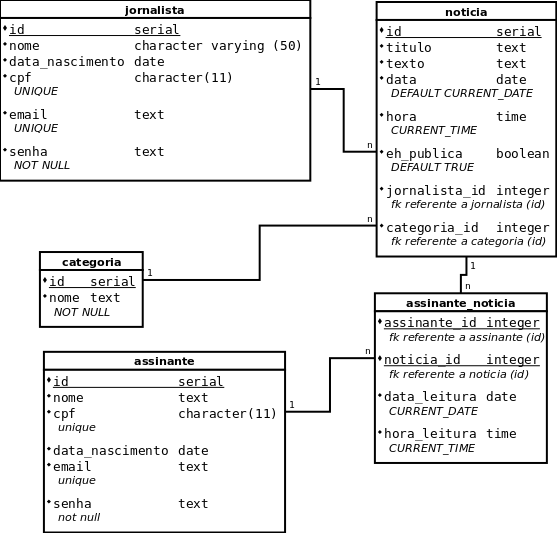 jornalista
id serial
nome character varying (50)
data_nascimento date
cpf character(11)
UNIQUE
email text
UNIQUE
senha text
NOT NULL
1
n
noticia
id serial
titulo text
texto text
data date
DEFAULT CURRENT_DATE
hora time
CURRENT_TIME
eh_publica boolean
DEFAULT TRUE
jornalista_id integer
fk referente a jornalista (id)
categoria_id integer
fk referente a categoria (id)
n
1
categoria
id serial
nome text
NOT NULL
1
n
assinante_noticia
assinante_id integer
fk referente a assinante (id)
noticia_id integer
fk referente a noticia (id)
data_leitura date
CURRENT_DATE
hora_leitura time
CURRENT_TIME
assinante
id serial
nome text
cpf character(11)
unique
data_nascimento date
email text
unique
senha text
not null
1
n